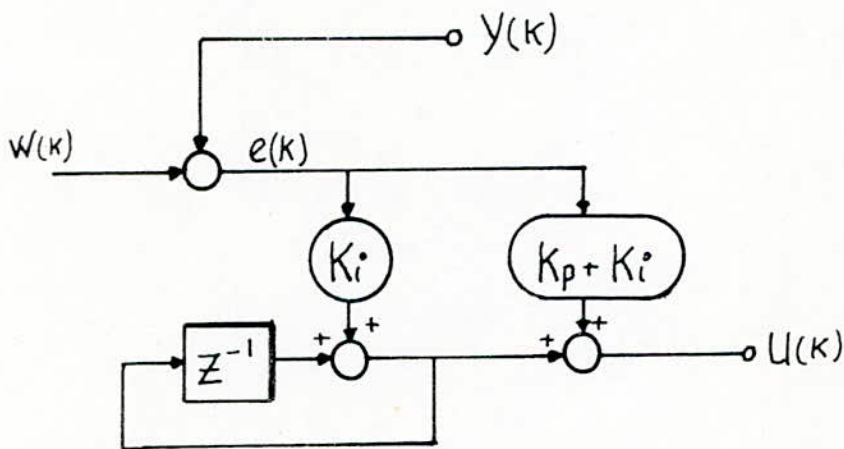 y(k)
w(k)
e(k)
Ki
Kp + Ki
+
+
+
+
z⁻¹
u(k)